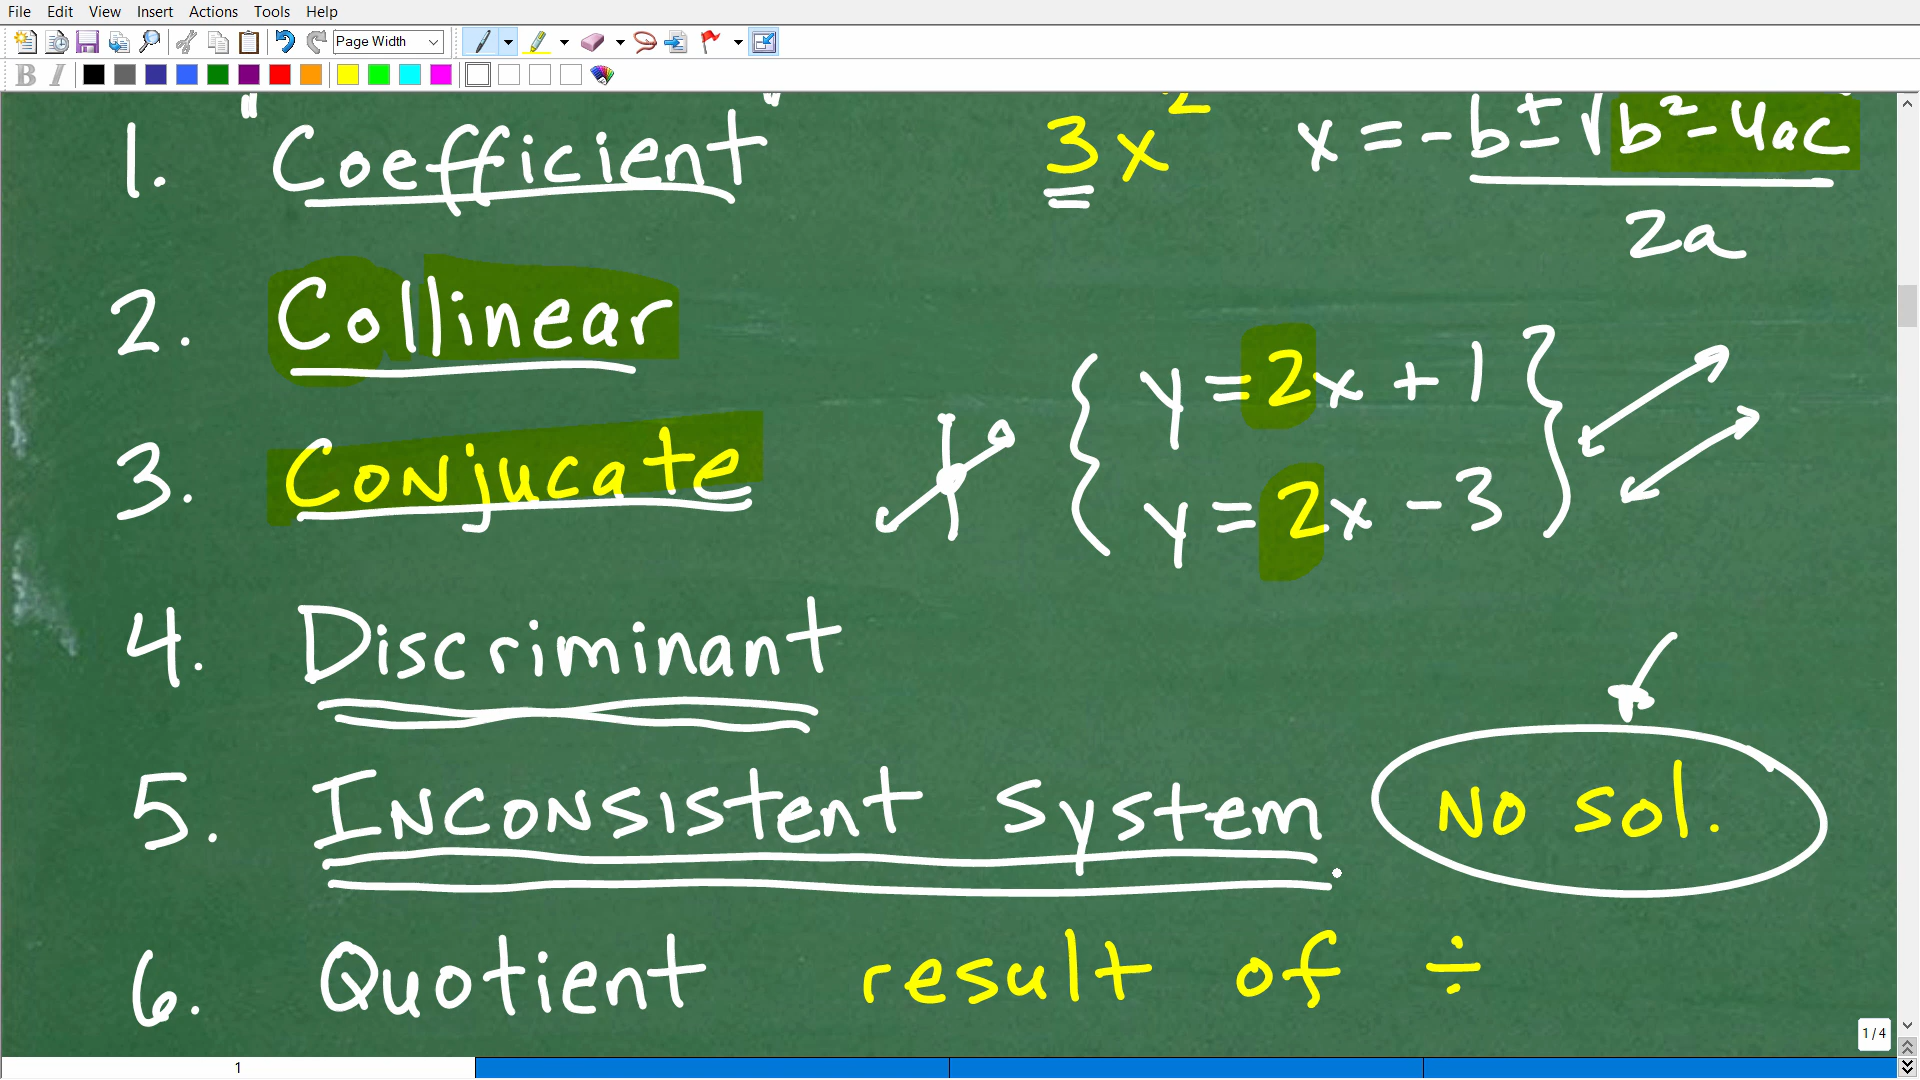 File Edit View Insert Actions Tools Help
Page Width
B I
1. "Coefficient" 3x² x = -b±√b²-4ac
2a
2. Collinear
{ y = 2x + 1
3. Conjucate
y = 2x - 3 }
4. Discriminant
5. Inconsistent System No sol.
6. Quotient result of ÷
1/4
1